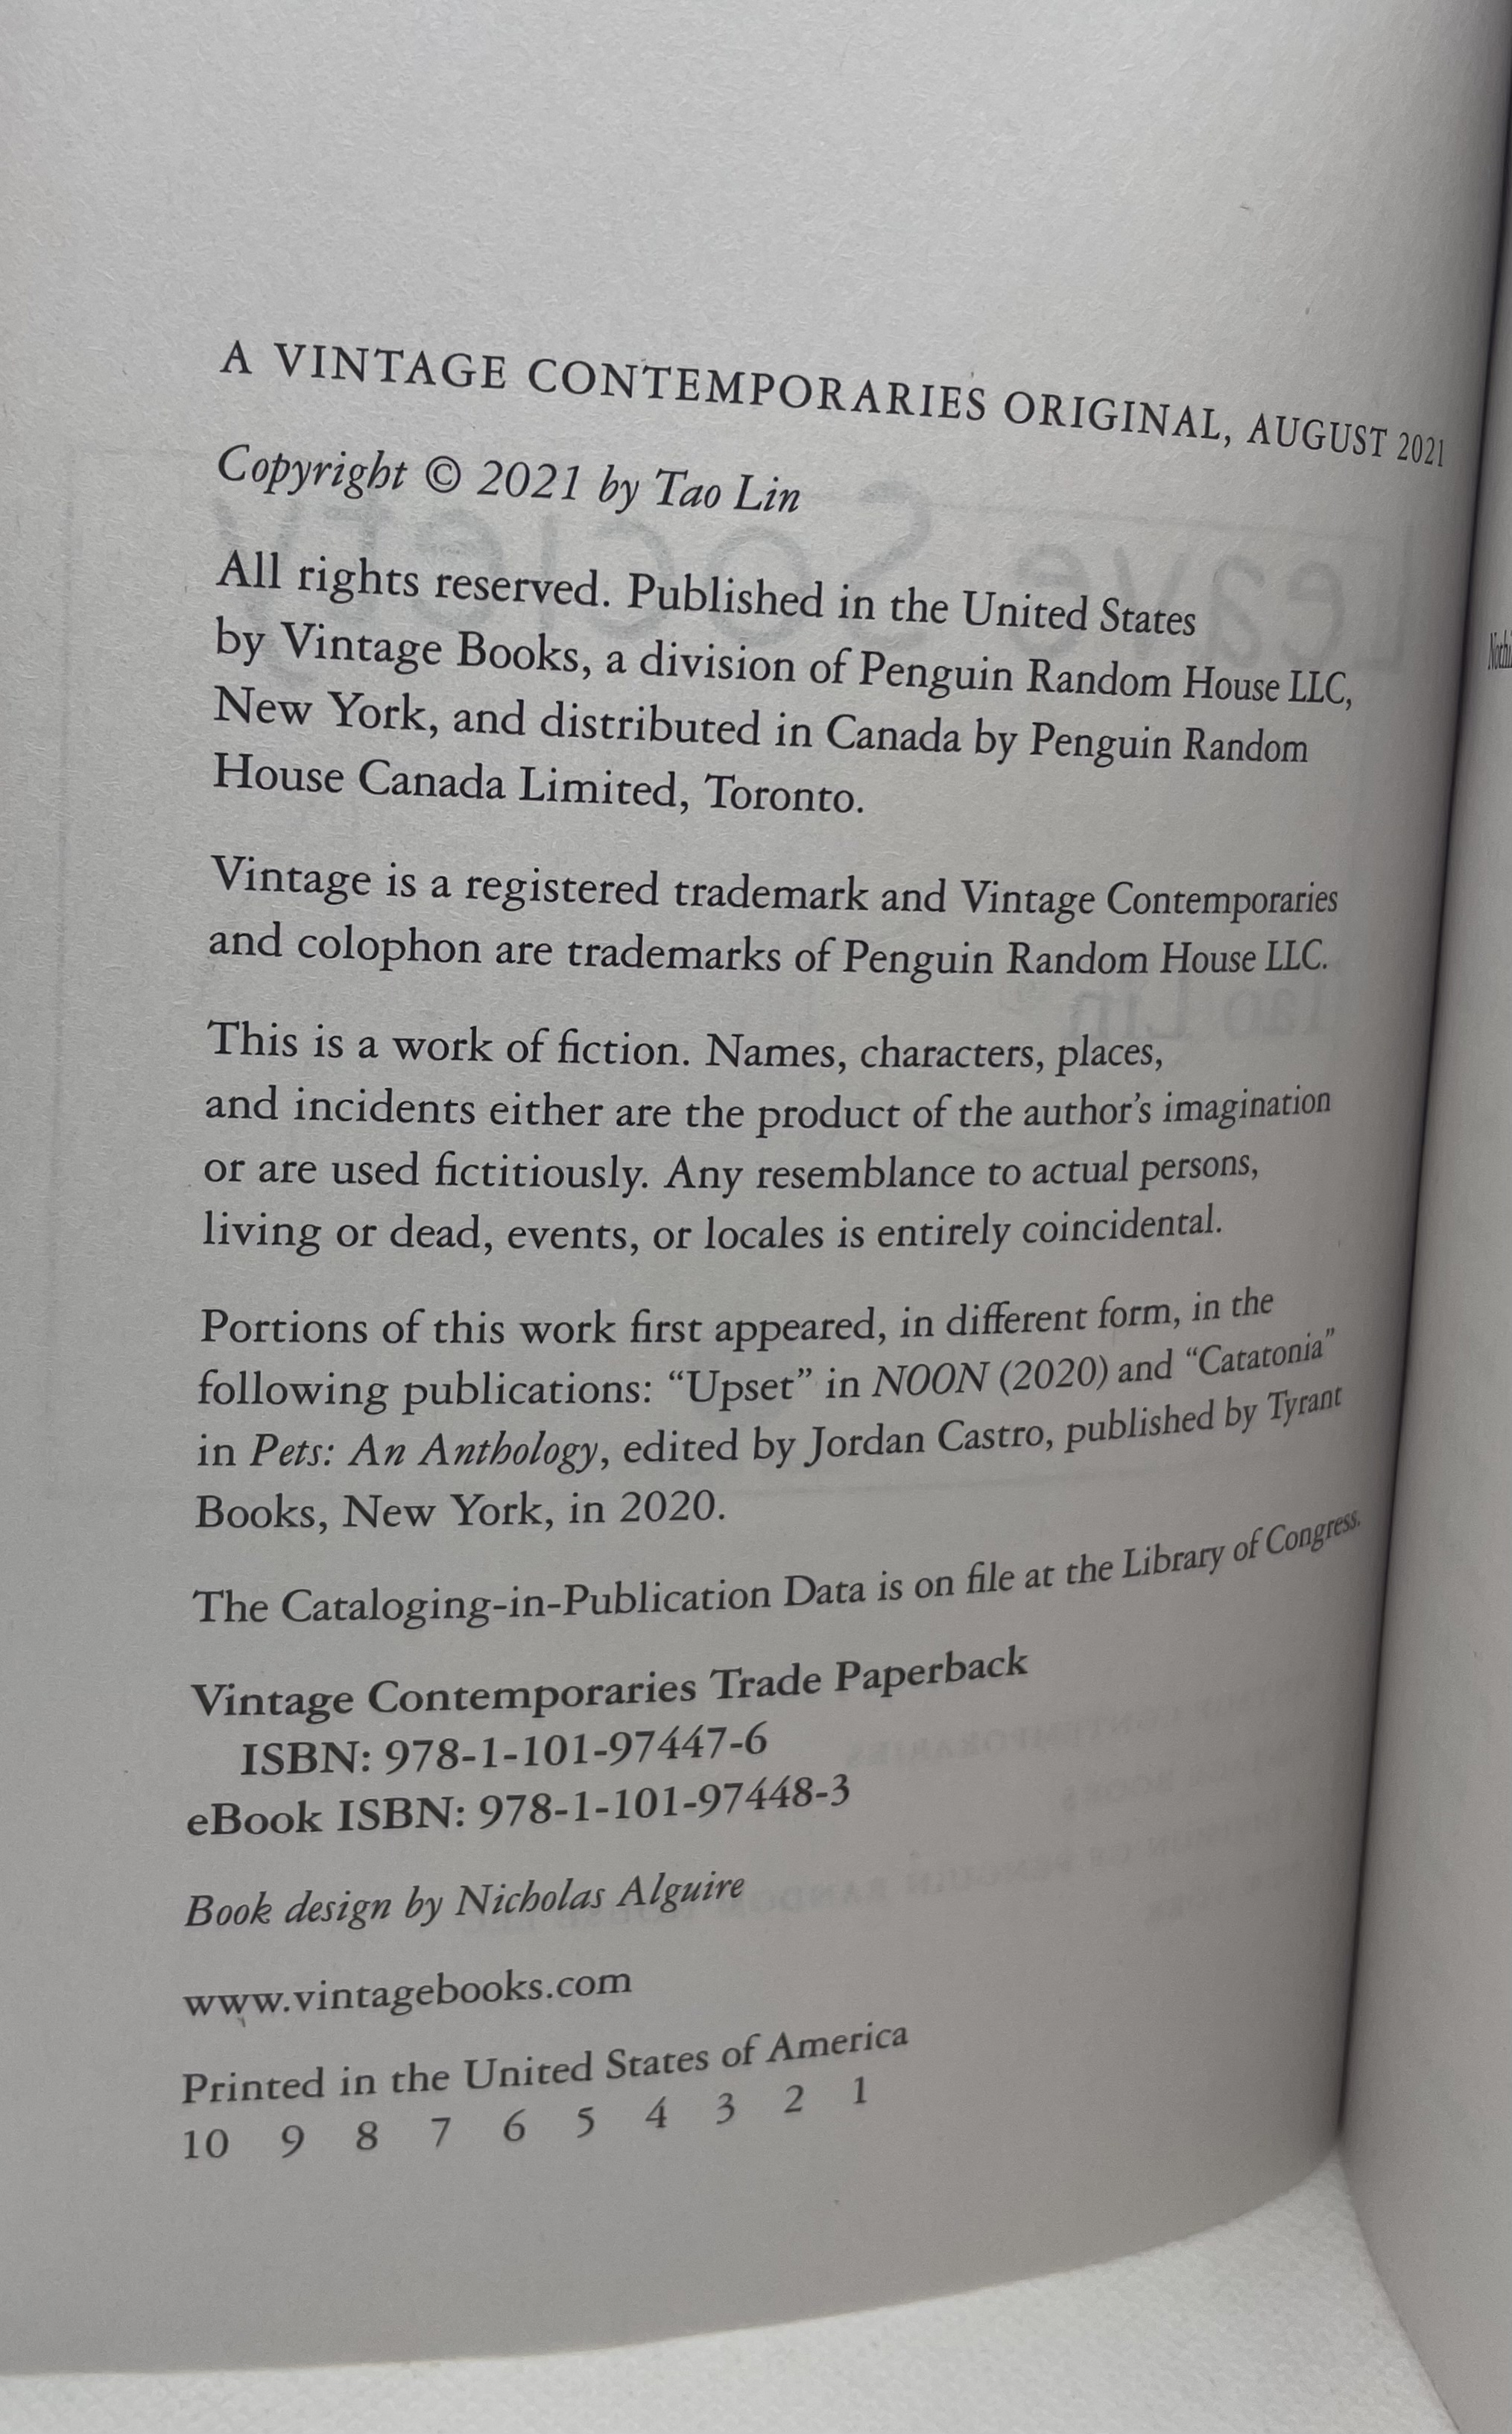 A VINTAGE CONTEMPORARIES ORIGINAL, AUGUST 2021
Copyright © 2021 by Tao Lin
All rights reserved. Published in the United States
by Vintage Books, a division of Penguin Random House LLC,
New York, and distributed in Canada by Penguin Random
House Canada Limited, Toronto.
Vintage is a registered trademark and Vintage Contemporaries
and colophon are trademarks of Penguin Random House LLC.
This is a work of fiction. Names, characters, places,
and incidents either are the product of the author’s imagination
or are used fictitiously. Any resemblance to actual persons,
living or dead, events, or locales is entirely coincidental.
Portions of this work first appeared, in different form, in the
following publications: “Upset” in NOON (2020) and “Catatonia”
in Pets: An Anthology, edited by Jordan Castro, published by Tyrant
Books, New York, in 2020.
The Cataloging-in-Publication Data is on file at the Library of Congress.
Vintage Contemporaries Trade Paperback
ISBN: 978-1-101-97447-6
eBook ISBN: 978-1-101-97448-3
Book design by Nicholas Alguire
www.vintagebooks.com
Printed in the United States of America
10 9 8 7 6 5 4 3 2 1